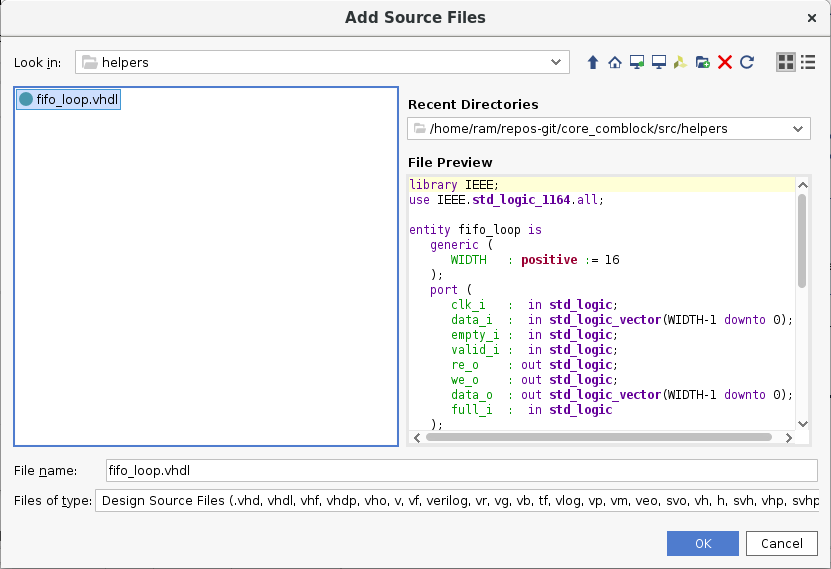 Add Source Files
Look in: helpers
fifo_loop.vhdl
Recent Directories
/home/ram/repos-git/core_comblock/src/helpers
File Preview
library IEEE;
use IEEE.std_logic_1164.all;
entity fifo_loop is
generic (
WIDTH : positive := 16
);
port (
clk_i : in std_logic;
data_i : in std_logic_vector(WIDTH-1 downto 0);
empty_i : in std_logic;
valid_i : in std_logic;
re_o : out std_logic;
we_o : out std_logic;
data_o : out std_logic_vector(WIDTH-1 downto 0);
full_i : in std_logic
);
File name: fifo_loop.vhdl
Files of type: Design Source Files (.vhd, vhdl, vhf, vhdp, vho, v, vf, verilog, vr, vg, vb, tf, vlog, vp, vm, veo, svo, vh, h, svh, vhp, svhp
OK Cancel